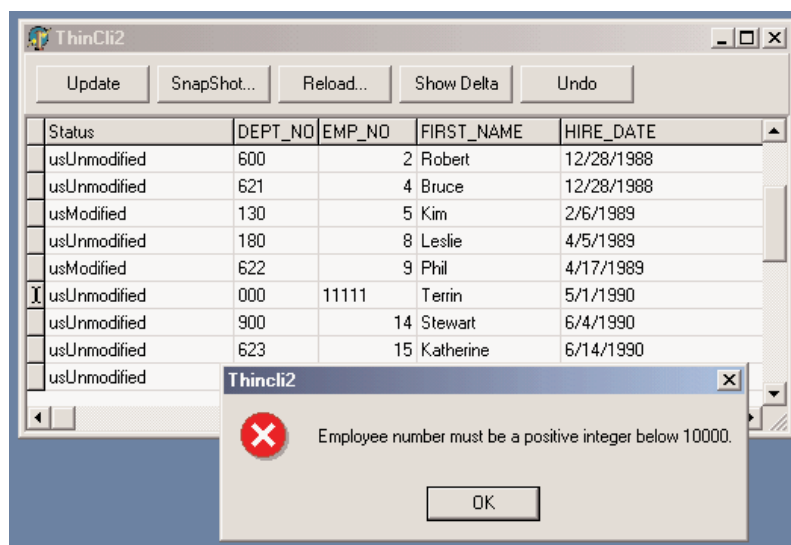 ThinCli2
Update SnapShot... Reload... Show Delta Undo
Status DEPT_NO EMP_NO FIRST_NAME HIRE_DATE
usUnmodified 600 2 Robert 12/28/1988
usUnmodified 621 4 Bruce 12/28/1988
usModified 130 5 Kim 2/6/1989
usUnmodified 180 8 Leslie 4/5/1989
usModified 622 9 Phil 4/17/1989
usUnmodified 000 11111 Terrin 5/1/1990
usUnmodified 900 14 Stewart 6/4/1990
usUnmodified 623 15 Katherine 6/14/1990
usUnmodified
Thincli2
Employee number must be a positive integer below 10000.
OK